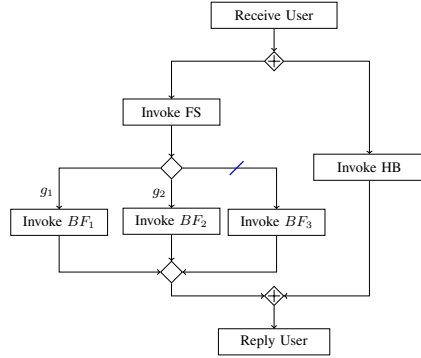 Receive User
Invoke FS
Invoke HB
g₁
g₂
Invoke BF₁
Invoke BF₂
Invoke BF₃
Reply User